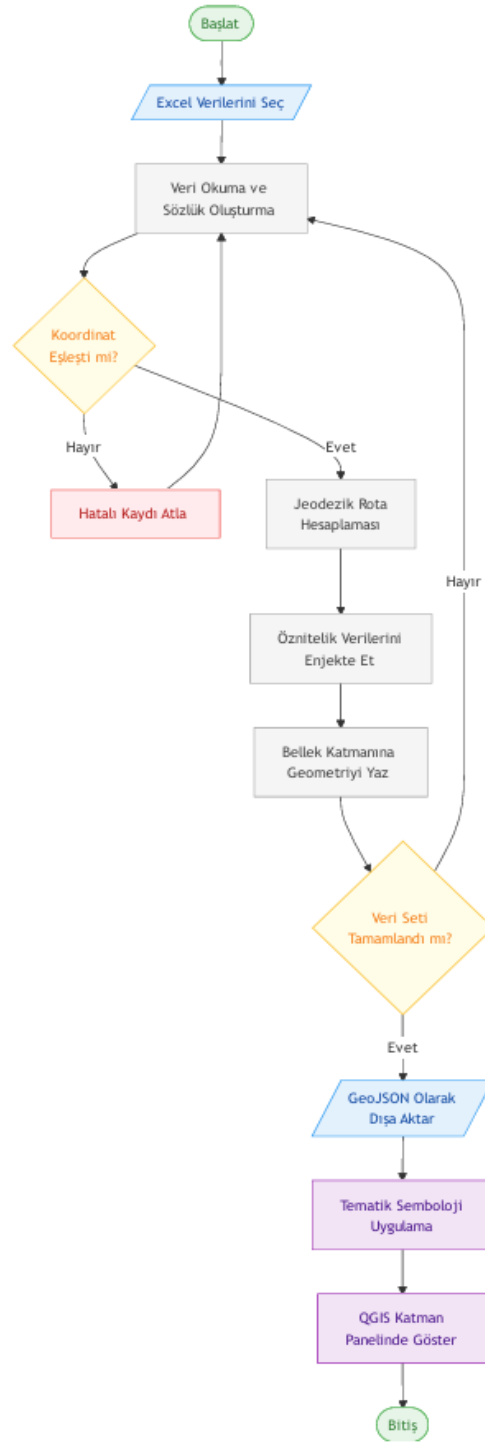 Başlat
Excel Verilerini Seç
Veri Okuma ve
Sözlük Oluşturma
Koordinat
Eşleşti mi?
Hayır
Evet
Hatalı Kaydı Atla
Jeodezik Rota
Hesaplaması
Hayır
Öznitelik Verilerini
Enjekte Et
Bellek Katmanına
Geometriyi Yaz
Veri Seti
Tamamlandı mı?
Evet
GeoJSON Olarak
Dışa Aktar
Tematik Semboloji
Uygulama
QGIS Katman
Panelinde Göster
Bitiş